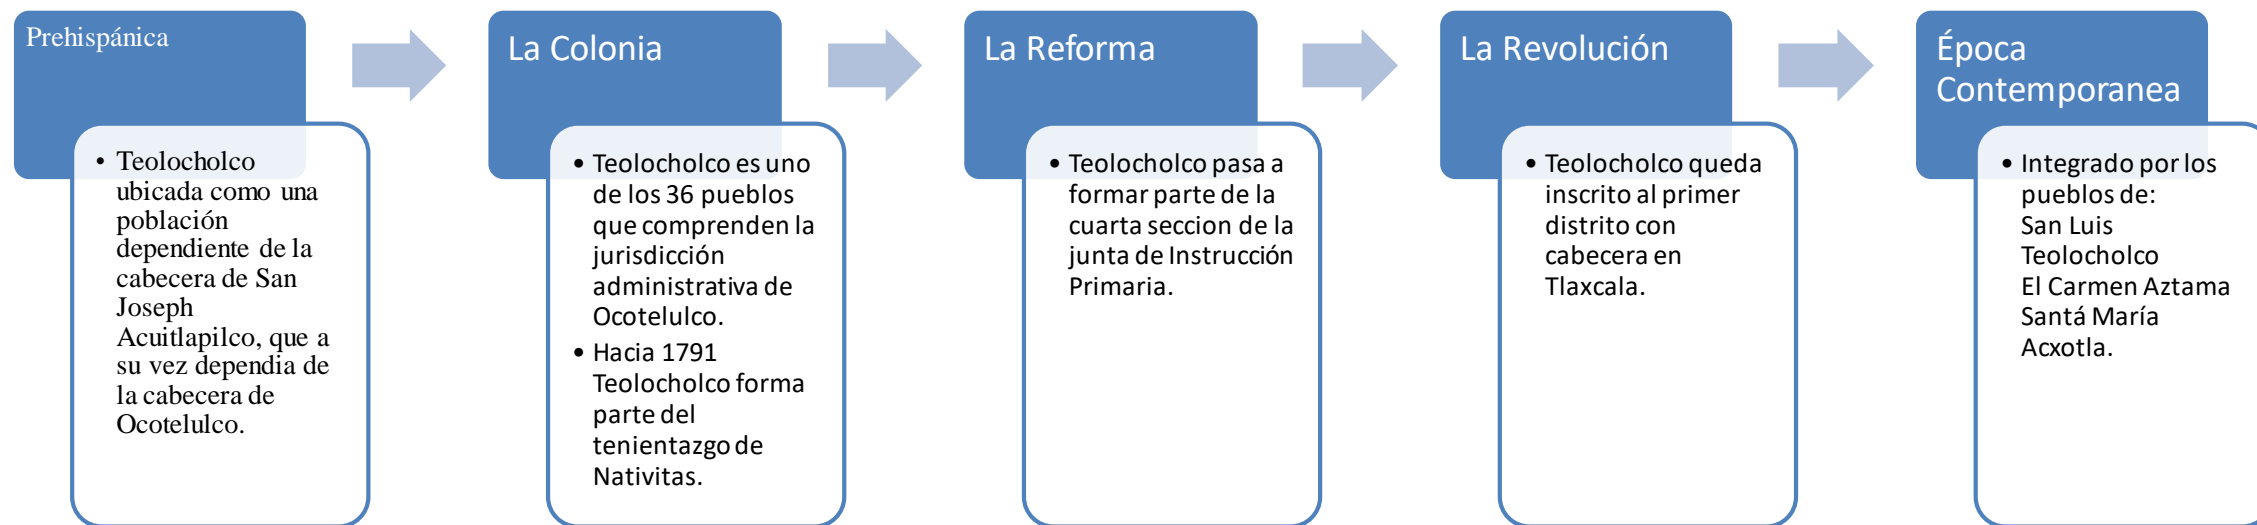 Prehispánica
• Teolocholco
ubicada como una
población
dependiente de la
cabecera de San
Joseph
Acuitlapilco, que a
su vez dependia de
la cabecera de
Ocotelulco.
La Colonia
• Teolocholco es uno
de los 36 pueblos
que comprenden la
jurisdicción
administrativa de
Ocotelulco.
• Hacia 1791
Teolocholco forma
parte del
tenientazgo de
Nativitas.
La Reforma
• Teolocholco pasa a
formar parte de la
cuarta seccion de la
junta de Instrucción
Primaria.
La Revolución
• Teolocholco queda
inscrito al primer
distrito con
cabecera en
Tlaxcala.
Época
Contemporanea
• Integrado por los
pueblos de:
San Luis
Teolocholco
El Carmen Aztama
Santá María
Acxotla.